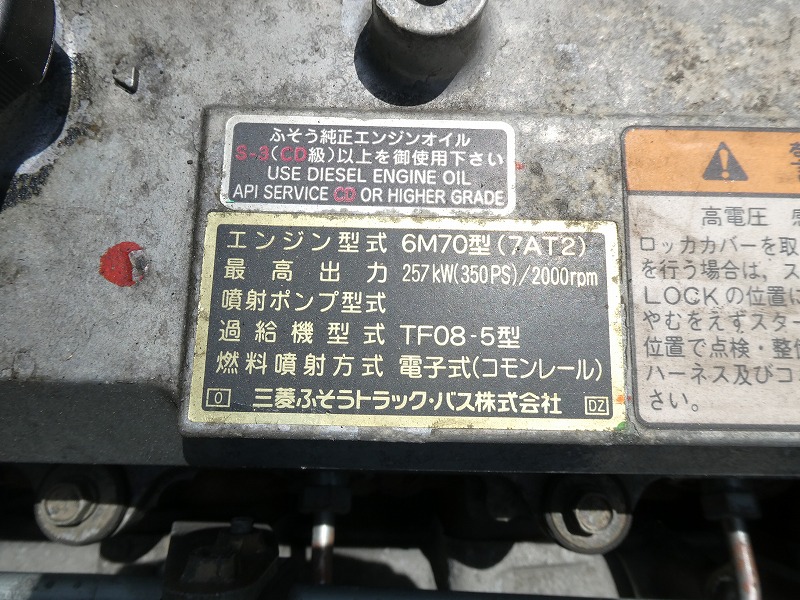 ふそう純正エンジンオイル
S-3(CD級)以上を御使用下さい
USE DIESEL ENGINE OIL
API SERVICE CD OR HIGHER GRADE
エンジン型式 6M70型(7AT2)
最高出力 257kW(350PS)/2000rpm
噴射ポンプ型式
過給機型式 TF08-5型
燃料噴射方式 電子式(コモンレール)
O 三菱ふそうトラック・バス株式会社 DZ
高電圧
ロッカカバーを取
を行う場合は，ス
LOCKの位置に
やむをえずスター
位置で点検・整備
ハーネス及びコ
さい。